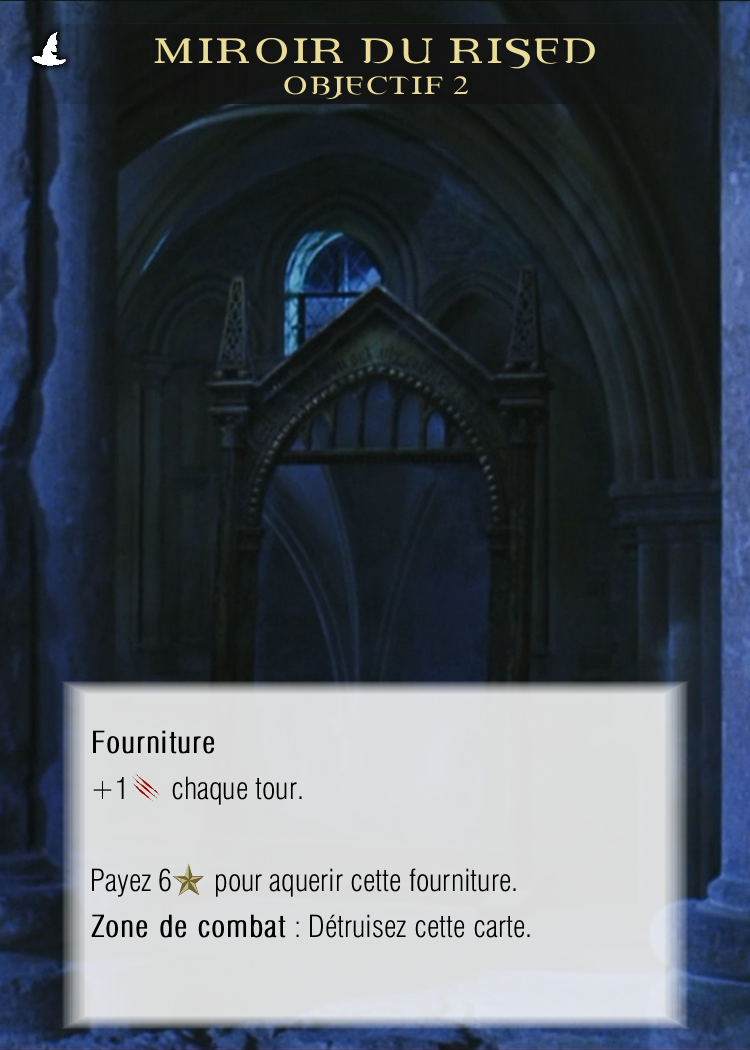 MIROIR DU RISED
OBJECTIF 2
Fourniture
+1 chaque tour.
Payez 6 pour aquerir cette fourniture.
Zone de combat : Détruisez cette carte.